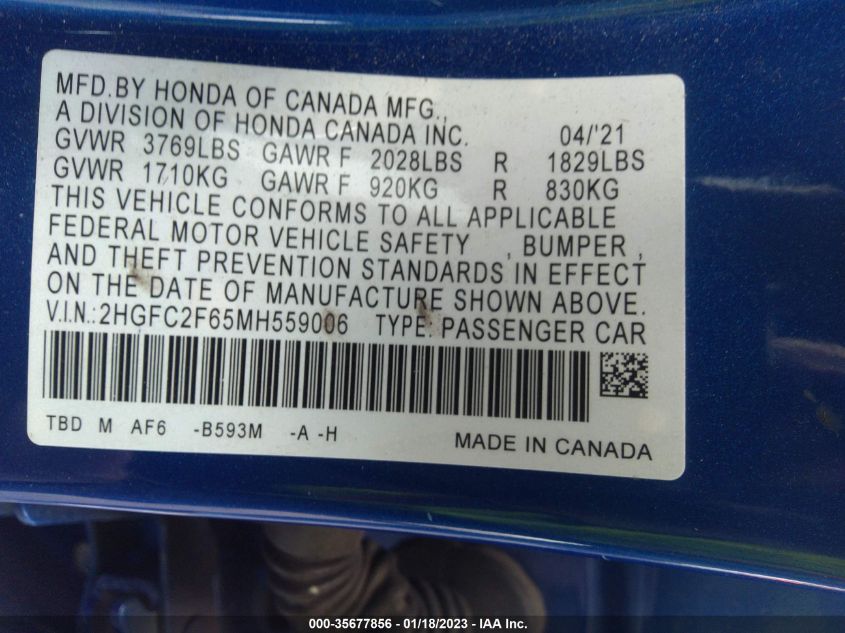 MFD.BY HONDA OF CANADA MFG.,
A DIVISION OF HONDA CANADA INC. 04/'21
GVWR 3769LBS GAWR F 2028LBS R 1829LBS
GVWR 1710KG GAWR F 920KG R 830KG
THIS VEHICLE CONFORMS TO ALL APPLICABLE
FEDERAL MOTOR VEHICLE SAFETY , BUMPER ,
AND THEFT PREVENTION STANDARDS IN EFFECT
ON THE DATE OF MANUFACTURE SHOWN ABOVE.
V.I.N.:2HGFC2F65MH559006 TYPE: PASSENGER CAR
TBD M AF6 -B593M -A -H MADE IN CANADA
000-35677856 - 01/18/2023 - IAA Inc.